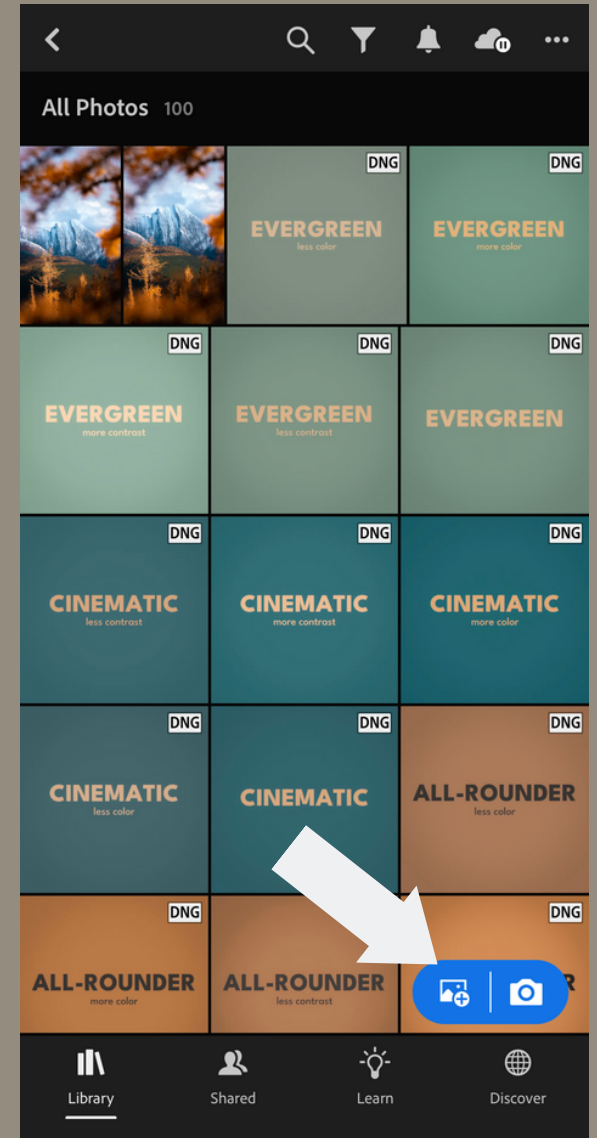 All Photos 100
DNG
DNG
EVERGREEN
less color
EVERGREEN
more color
DNG
DNG
DNG
EVERGREEN
more contrast
EVERGREEN
less contrast
EVERGREEN
DNG
DNG
DNG
CINEMATIC
less contrast
CINEMATIC
more contrast
CINEMATIC
more color
DNG
DNG
DNG
CINEMATIC
less color
CINEMATIC
ALL-ROUNDER
less color
DNG
DNG
ALL-ROUNDER
more color
ALL-ROUNDER
less contrast
R
Library
Shared
Learn
Discover